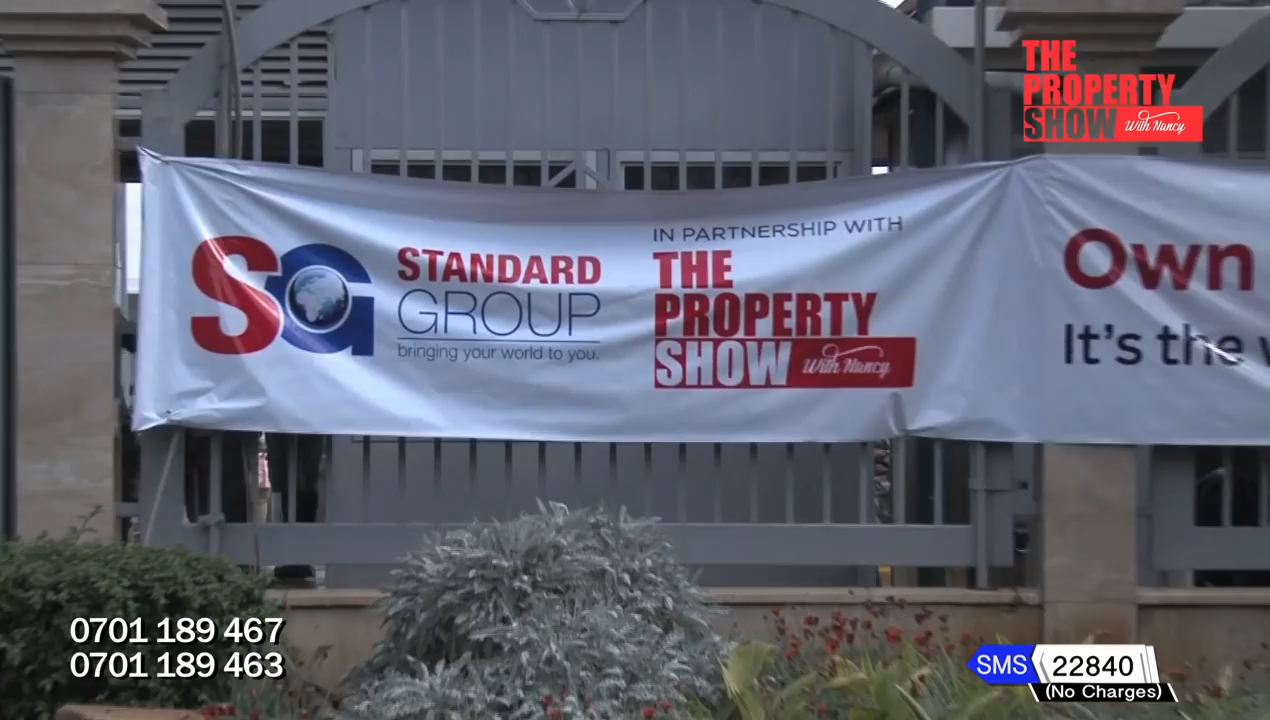 THE
PROPERTY
SHOW With Nancy
SG
STANDARD
GROUP
bringing your world to you.
IN PARTNERSHIP WITH
THE
PROPERTY
SHOW With Nancy
Own
It's the
0701 189 467
0701 189 463
SMS 22840
(No Charges)